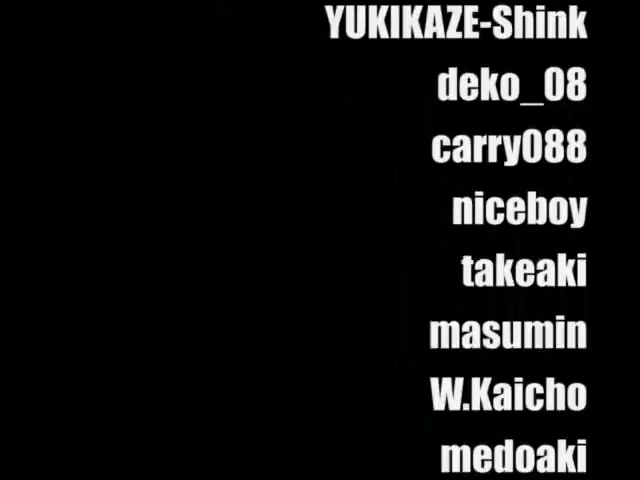 YUKIKAZE-Shink
deko_08
carry088
niceboy
takeaki
masumin
W.Kaicho
medoaki